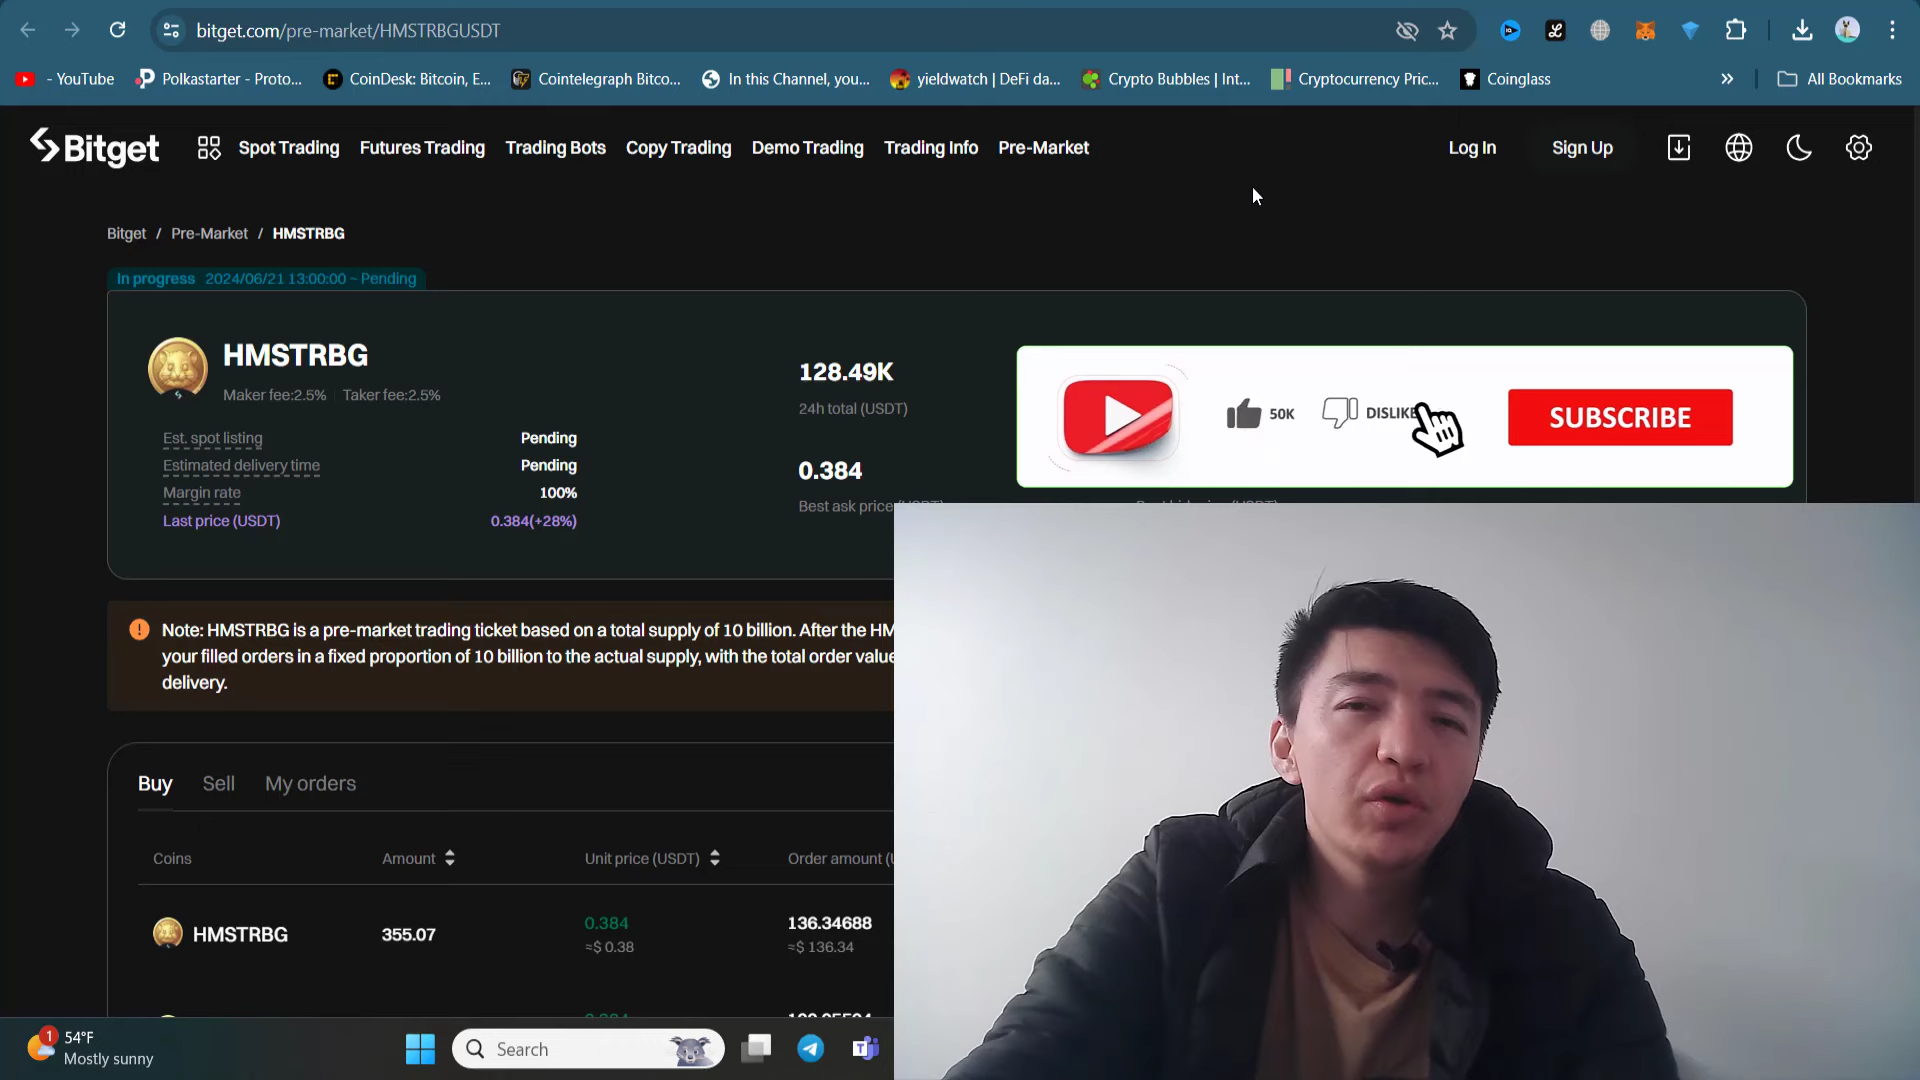 bitget.com/pre-market/HMSTRBGUSDT
- YouTube
Polkastarter - Proto...
CoinDesk: Bitcoin, E...
Cointelegraph Bitco...
In this Channel, you...
yieldwatch | DeFi da...
Crypto Bubbles | Int...
Cryptocurrency Pric...
Coinglass
All Bookmarks
Bitget
Spot Trading
Futures Trading
Trading Bots
Copy Trading
Demo Trading
Trading Info
Pre-Market
Log In
Sign Up
Bitget / Pre-Market / HMSTRBG
In progress 2024/06/21 13:00:00 ~ Pending
HMSTRBG
Maker fee:2.5% Taker fee:2.5%
Est. spot listing Pending
Estimated delivery time Pending
Margin rate 100%
Last price (USDT) 0.384(+28%)
128.49K
24h total (USDT)
0.384
Best ask price
50K
DISLIKE
SUBSCRIBE
Note: HMSTRBG is a pre-market trading ticket based on a total supply of 10 billion. After the HM
your filled orders in a fixed proportion of 10 billion to the actual supply, with the total order value
delivery.
Buy Sell My orders
Coins Amount Unit price (USDT) Order amount
HMSTRBG 355.07 0.384 136.34688
≈$ 0.38 ≈$ 136.34
1
54°F
Mostly sunny
Search